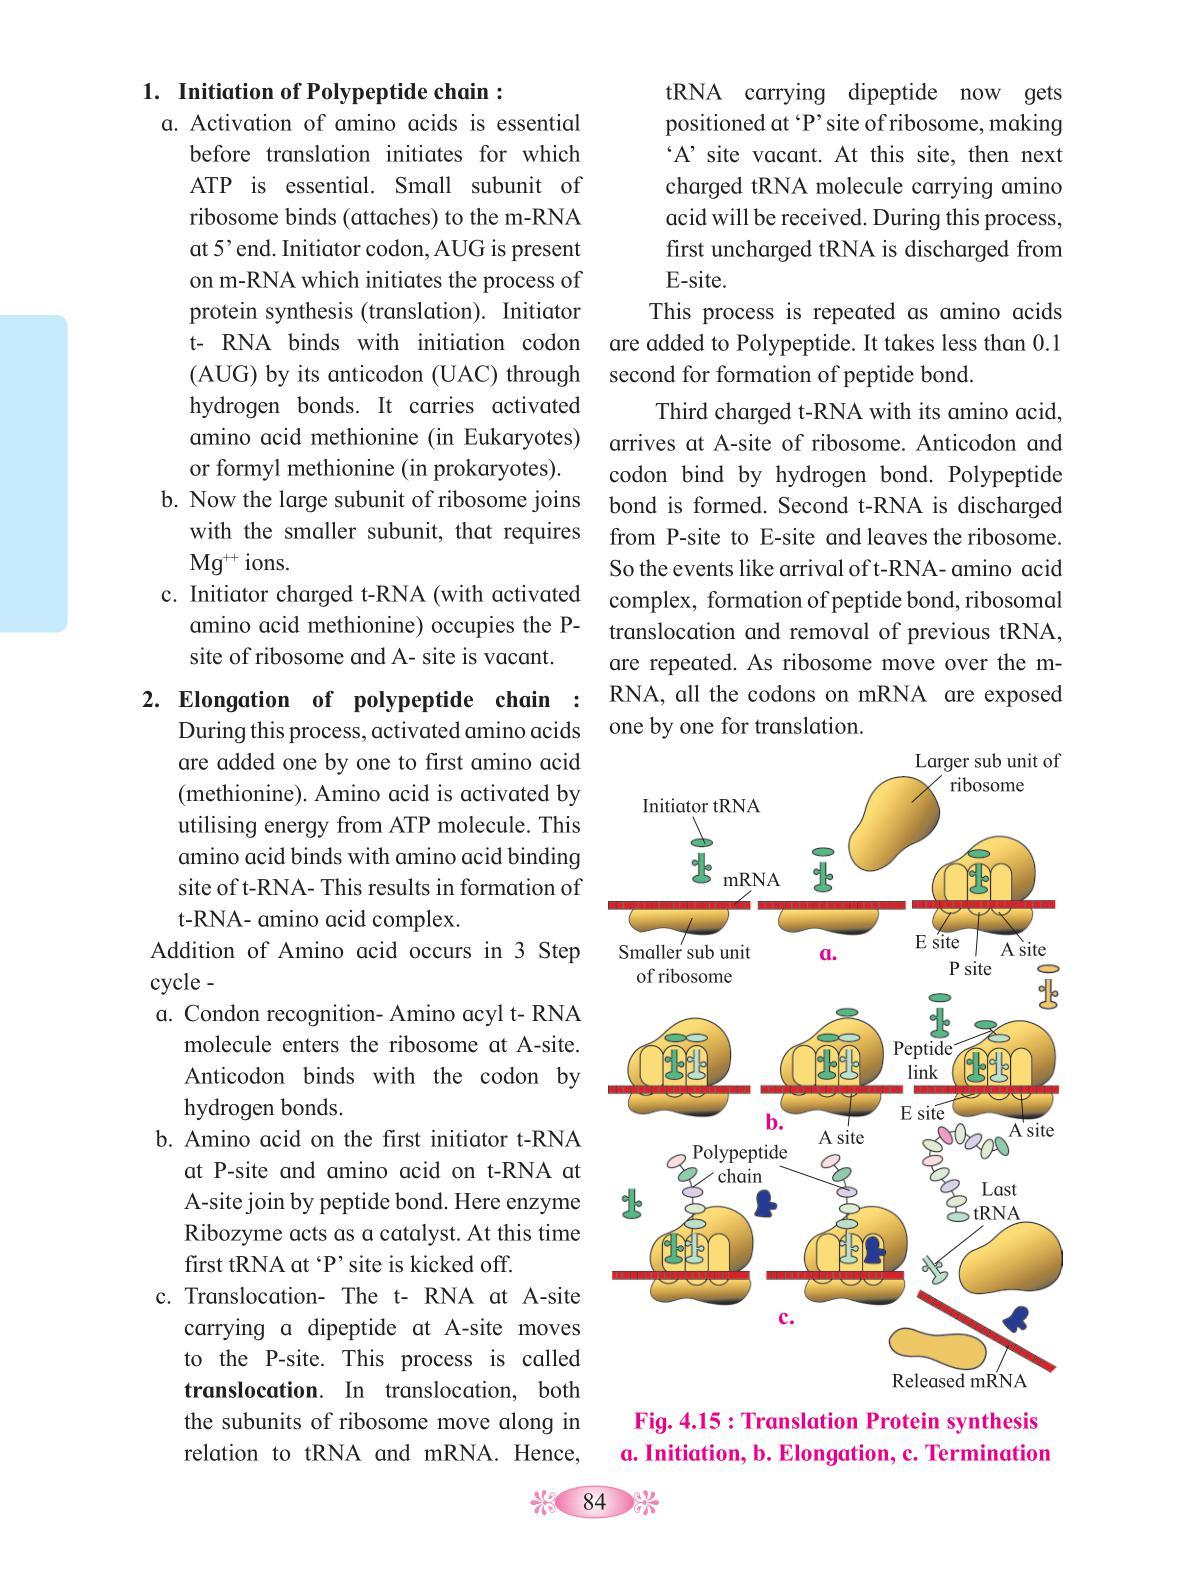 1. Initiation of Polypeptide chain :
a. Activation of amino acids is essential
before translation initiates for which
ATP is essential. Small subunit of
ribosome binds (attaches) to the m-RNA
at 5’ end. Initiator codon, AUG is present
on m-RNA which initiates the process of
protein synthesis (translation). Initiator
t- RNA binds with initiation codon
(AUG) by its anticodon (UAC) through
hydrogen bonds. It carries activated
amino acid methionine (in Eukaryotes)
or formyl methionine (in prokaryotes).
b. Now the large subunit of ribosome joins
with the smaller subunit, that requires
Mg⁺⁺ ions.
c. Initiator charged t-RNA (with activated
amino acid methionine) occupies the P-
site of ribosome and A- site is vacant.
2. Elongation of polypeptide chain :
During this process, activated amino acids
are added one by one to first amino acid
(methionine). Amino acid is activated by
utilising energy from ATP molecule. This
amino acid binds with amino acid binding
site of t-RNA- This results in formation of
t-RNA- amino acid complex.
Addition of Amino acid occurs in 3 Step
cycle -
a. Condon recognition- Amino acyl t- RNA
molecule enters the ribosome at A-site.
Anticodon binds with the codon by
hydrogen bonds.
b. Amino acid on the first initiator t-RNA
at P-site and amino acid on t-RNA at
A-site join by peptide bond. Here enzyme
Ribozyme acts as a catalyst. At this time
first tRNA at ‘P’ site is kicked off.
c. Translocation- The t- RNA at A-site
carrying a dipeptide at A-site moves
to the P-site. This process is called
translocation. In translocation, both
the subunits of ribosome move along in
relation to tRNA and mRNA. Hence,
tRNA carrying dipeptide now gets
positioned at ‘P’ site of ribosome, making
‘A’ site vacant. At this site, then next
charged tRNA molecule carrying amino
acid will be received. During this process,
first uncharged tRNA is discharged from
E-site.
This process is repeated as amino acids
are added to Polypeptide. It takes less than 0.1
second for formation of peptide bond.
Third charged t-RNA with its amino acid,
arrives at A-site of ribosome. Anticodon and
codon bind by hydrogen bond. Polypeptide
bond is formed. Second t-RNA is discharged
from P-site to E-site and leaves the ribosome.
So the events like arrival of t-RNA- amino acid
complex, formation of peptide bond, ribosomal
translocation and removal of previous tRNA,
are repeated. As ribosome move over the m-
RNA, all the codons on mRNA are exposed
one by one for translation.
Larger sub unit of
ribosome
Initiator tRNA
mRNA
Smaller sub unit
of ribosome
a.
E site
P site
A site
Peptide
link
E site
A site
b.
A site
Polypeptide
chain
Last
tRNA
c.
Released mRNA
Fig. 4.15 : Translation Protein synthesis
a. Initiation, b. Elongation, c. Termination
84